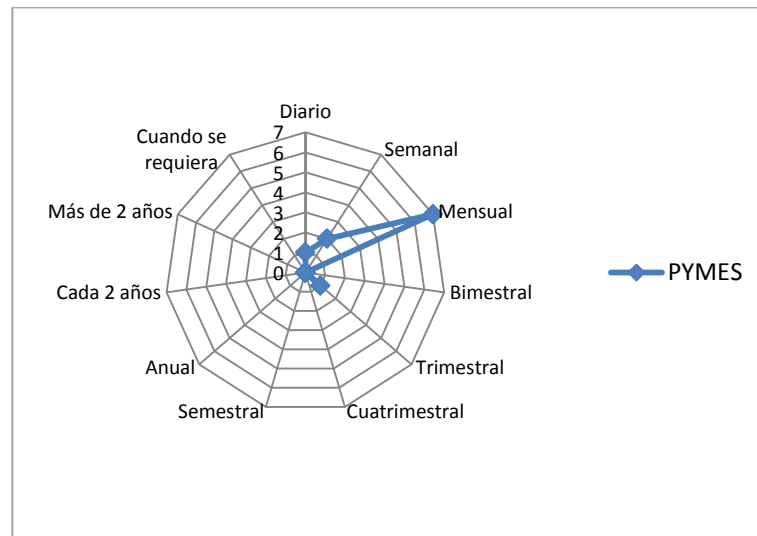 Diario
Cuando se
requiera
Semanal
Más de 2 años
Mensual
Cada 2 años
Bimestral
Anual
Trimestral
Semestral
Cuatrimestral
7
6
5
4
3
2
1
0
PYMES